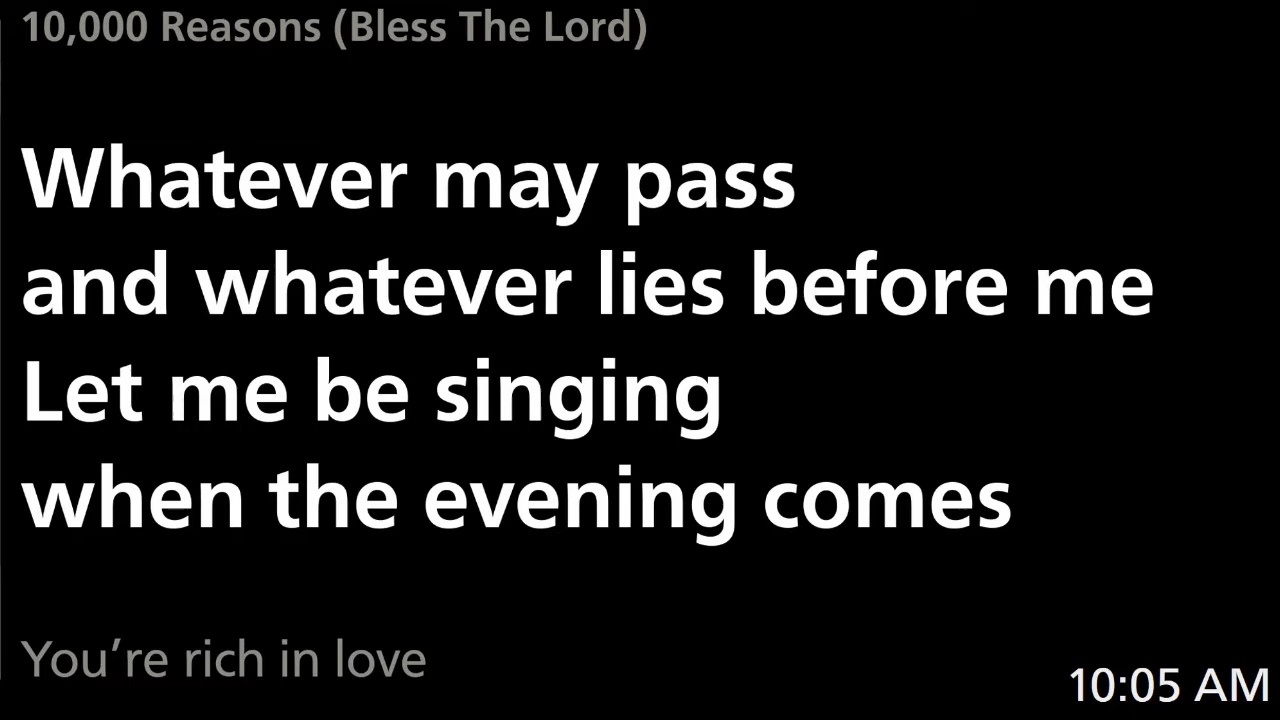 10,000 Reasons (Bless The Lord)
Whatever may pass
and whatever lies before me
Let me be singing
when the evening comes
You’re rich in love
10:05 AM